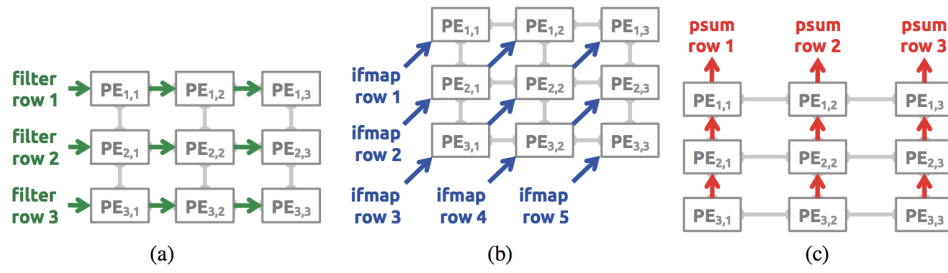 filter
row 1
PE1,1
PE1,2
PE1,3
filter
row 2
PE2,1
PE2,2
PE2,3
filter
row 3
PE3,1
PE3,2
PE3,3
(a)
PE1,1
PE1,2
PE1,3
ifmap
row 1
PE2,1
PE2,2
PE2,3
ifmap
row 2
PE3,1
PE3,2
PE3,3
ifmap
row 3
ifmap
row 4
ifmap
row 5
(b)
psum
row 1
psum
row 2
psum
row 3
PE1,1
PE1,2
PE1,3
PE2,1
PE2,2
PE2,3
PE3,1
PE3,2
PE3,3
(c)